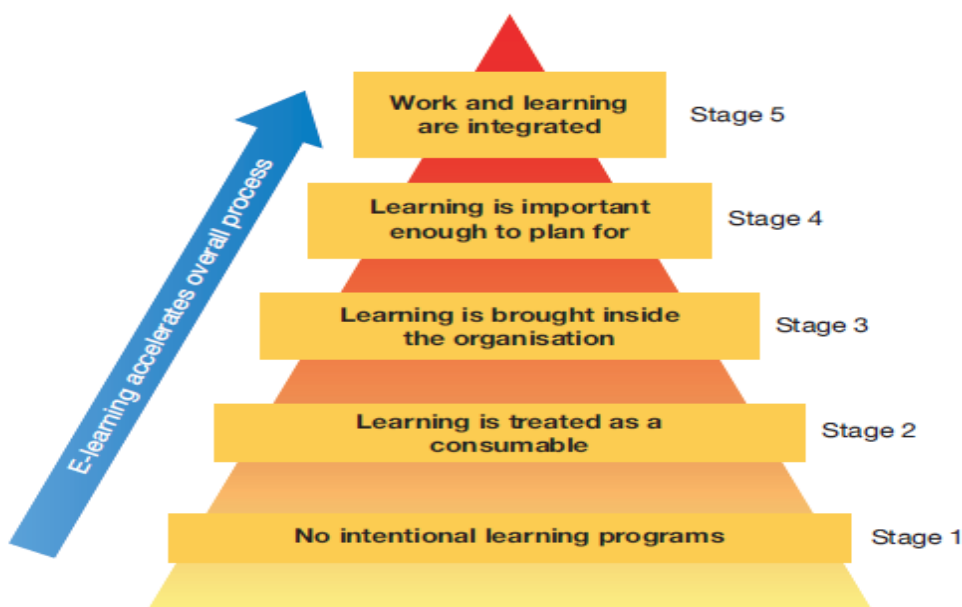 Work and learning
are integrated
Stage 5
Learning is important
enough to plan for
Stage 4
Learning is brought inside
the organisation
Stage 3
Learning is treated as a
consumable
Stage 2
No intentional learning programs
Stage 1
E-learning accelerates overall process